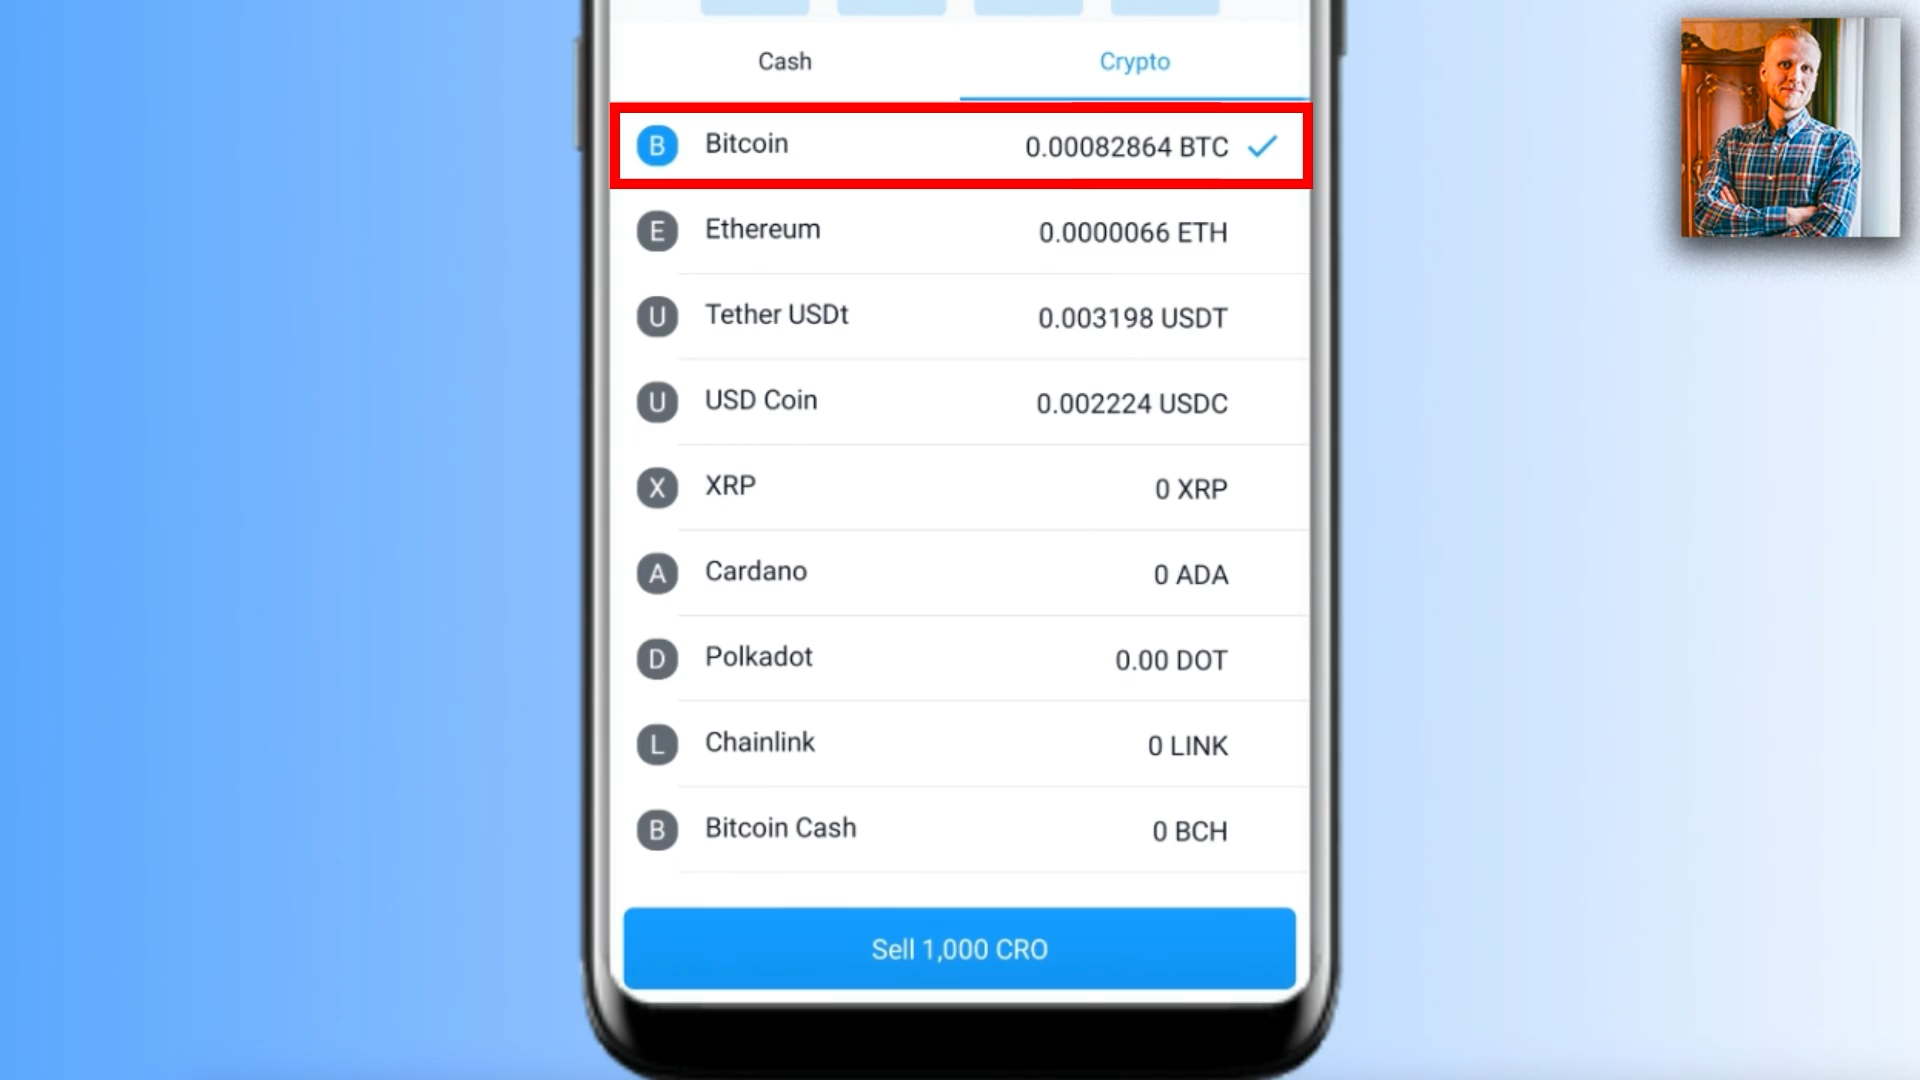 Cash Crypto
B Bitcoin 0.00082864 BTC
E Ethereum 0.0000066 ETH
U Tether USDt 0.003198 USDT
U USD Coin 0.002224 USDC
X XRP 0 XRP
A Cardano 0 ADA
D Polkadot 0.00 DOT
L Chainlink 0 LINK
B Bitcoin Cash 0 BCH
Sell 1,000 CRO